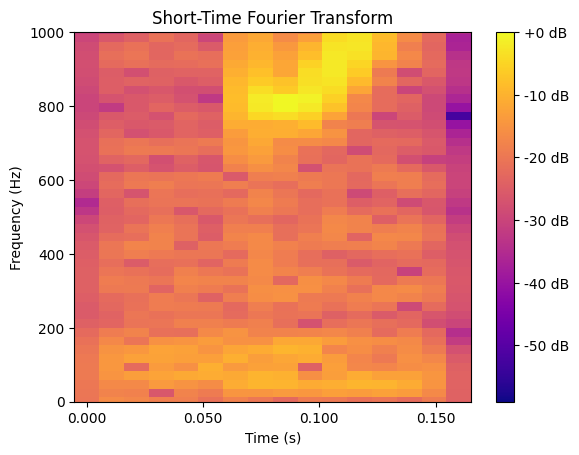 Short-Time Fourier Transform
1000
800
600
400
200
0
Frequency (Hz)
0.000
0.050
0.100
0.150
Time (s)
+0 dB
-10 dB
-20 dB
-30 dB
-40 dB
-50 dB